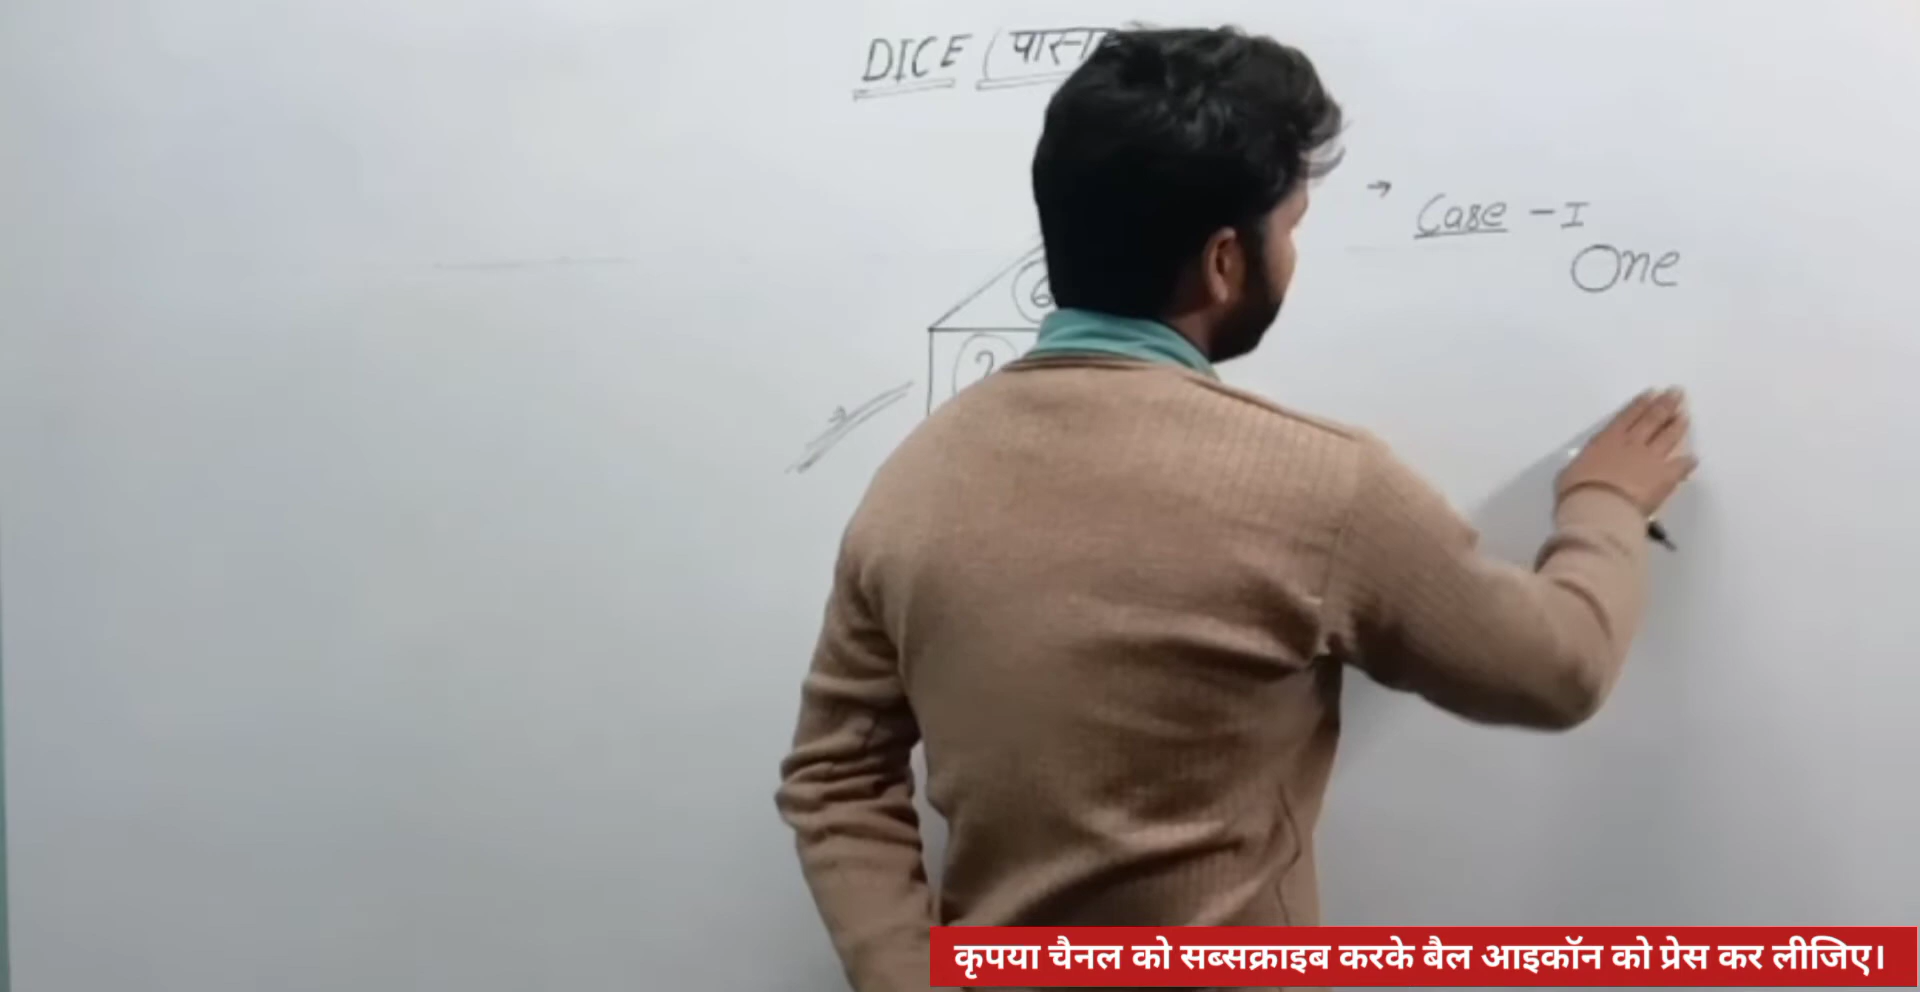 DICE
Case - I
One
6
2
कृपया चैनल को सब्सक्राइब करके बैल आइकॉन को प्रेस कर लीजिए।